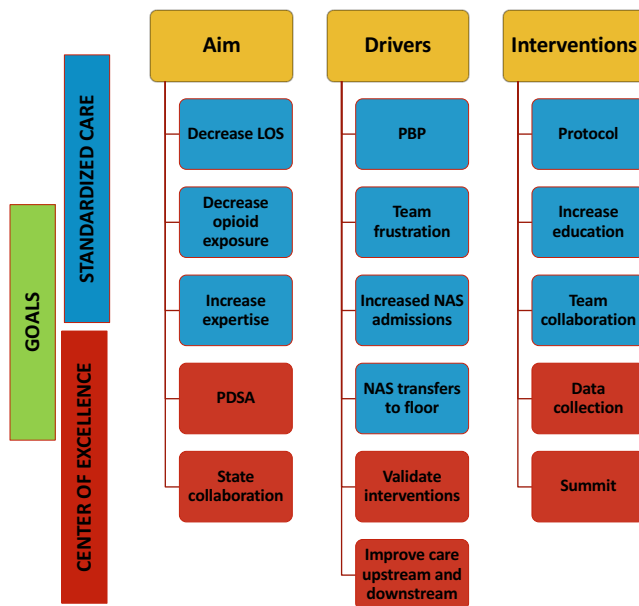 Aim
Drivers
Interventions
GOALS
STANDARDIZED CARE
CENTER OF EXCELLENCE
Decrease LOS
PBP
Protocol
Decrease
opioid
exposure
Team
frustration
Increase
education
Increase
expertise
Increased NAS
admissions
Team
collaboration
PDSA
NAS transfers
to floor
Data
collection
State
collaboration
Validate
interventions
Summit
Improve care
upstream and
downstream